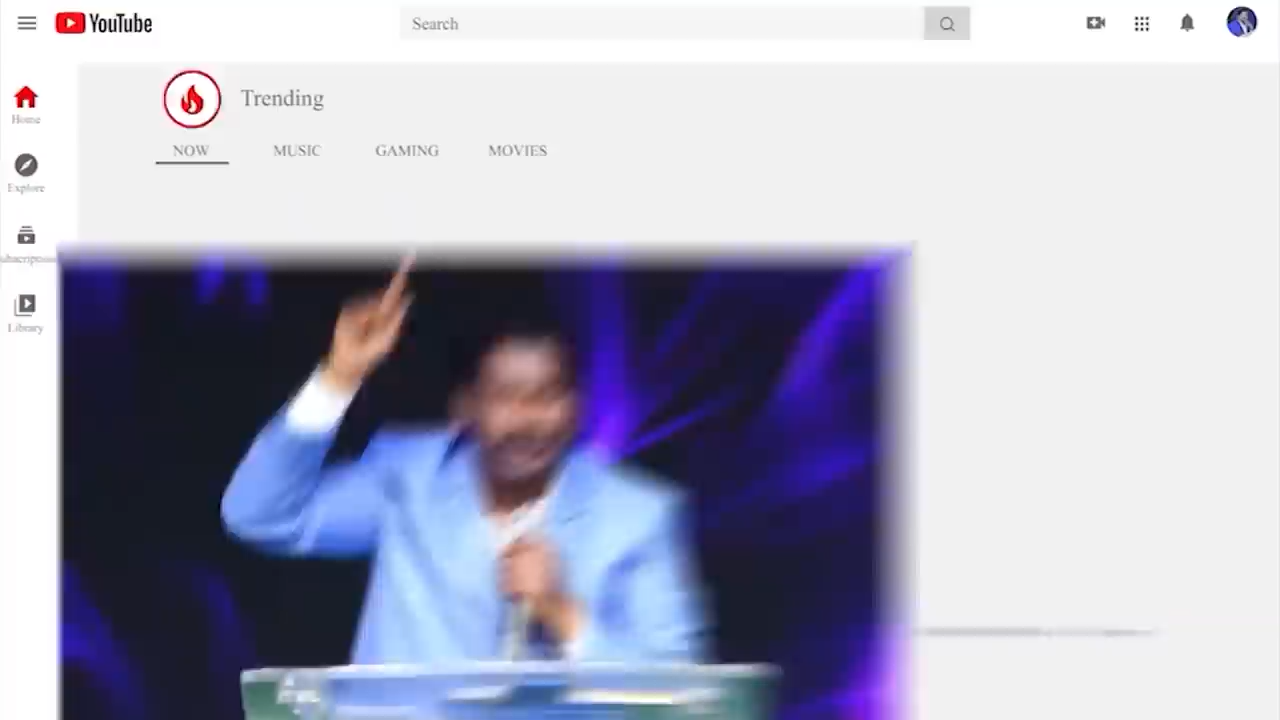 YouTube
Search
Trending
NOW
MUSIC
GAMING
MOVIES
Home
Explore
Library